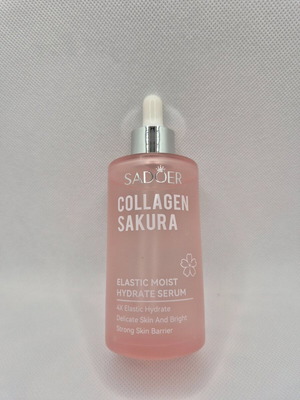 SADOER
COLLAGEN
SAKURA
ELASTIC MOIST
HYDRATE SERUM
4X Elastic Hydrate
Delicate Skin And Bright
Strong Skin Barrier